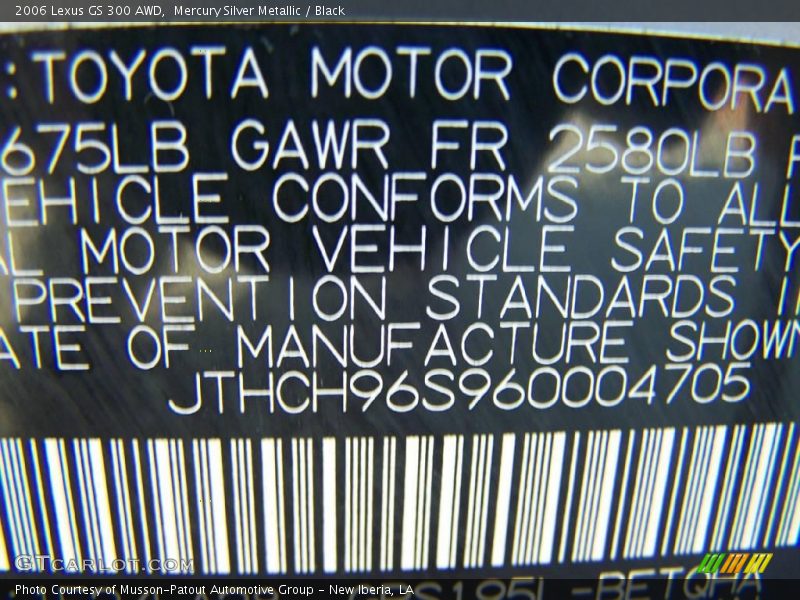 2006 Lexus GS 300 AWD,  Mercury Silver Metallic / Black
: TOYOTA MOTOR CORPORA
675LB GAWR FR 2580LB
EHICLE CONFORMS TO ALL
AL MOTOR VEHICLE SAFETY
PREVENTION STANDARDS
ATE OF MANUFACTURE SHOWN
JTHCH96S960004705
GTcarlot.com
-BETQHA
Photo Courtesy of Musson-Patout Automotive Group - New Iberia, LA